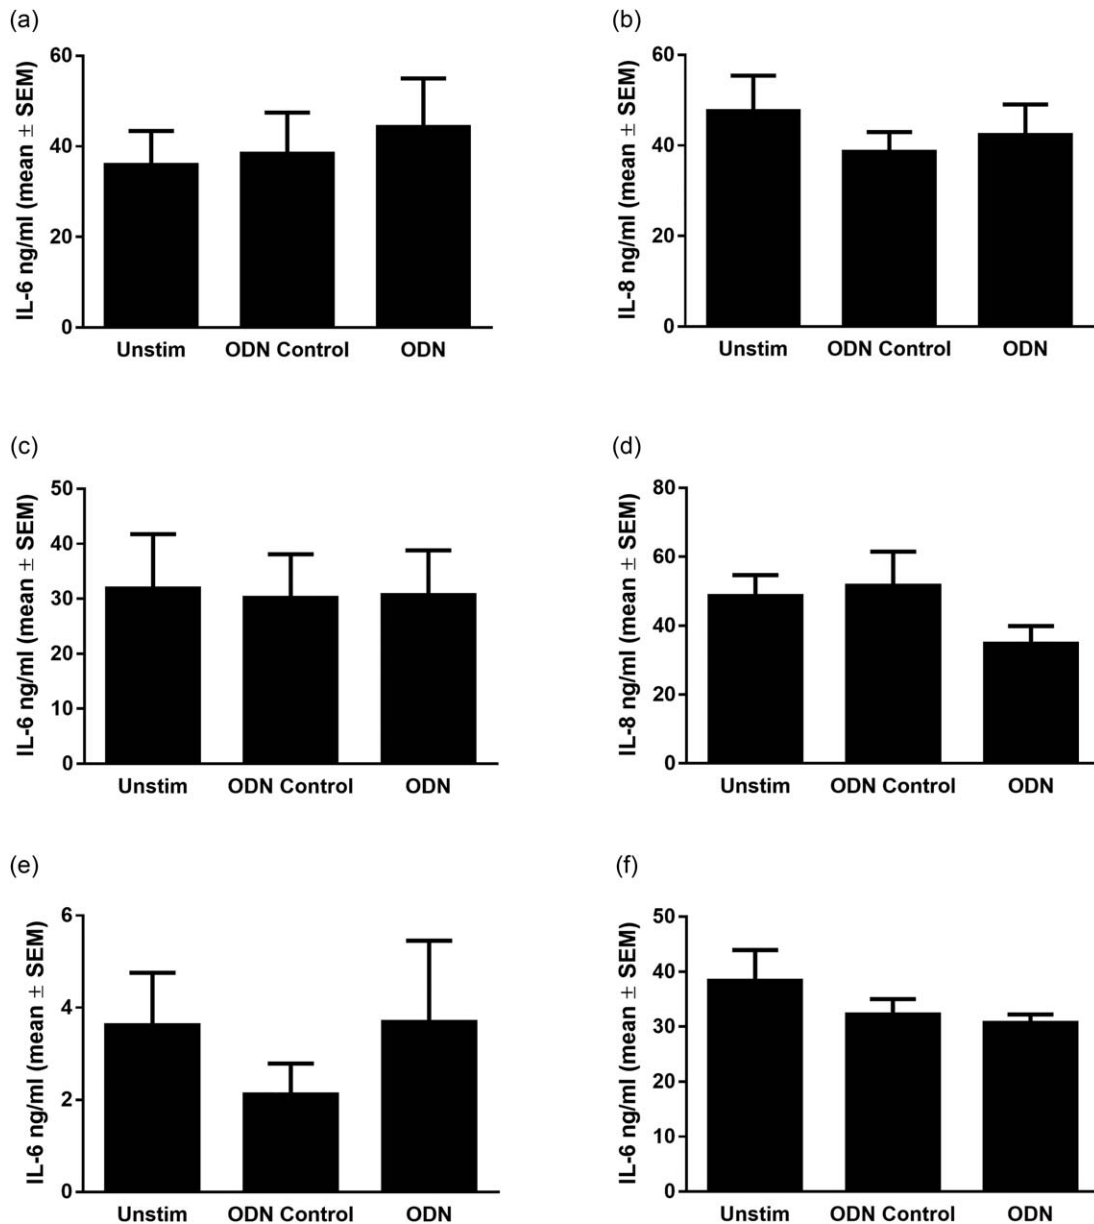 (a)
IL-6 ng/ml (mean ± SEM)
60
40
20
0
Unstim ODN Control ODN
(b)
IL-8 ng/ml (mean ± SEM)
60
40
20
0
Unstim ODN Control ODN
(c)
IL-6 ng/ml (mean ± SEM)
50
40
30
20
10
0
Unstim ODN Control ODN
(d)
IL-8 ng/ml (mean ± SEM)
80
60
40
20
0
Unstim ODN Control ODN
(e)
IL-6 ng/ml (mean ± SEM)
6
4
2
0
Unstim ODN Control ODN
(f)
IL-6 ng/ml (mean ± SEM)
50
40
30
20
10
0
Unstim ODN Control ODN